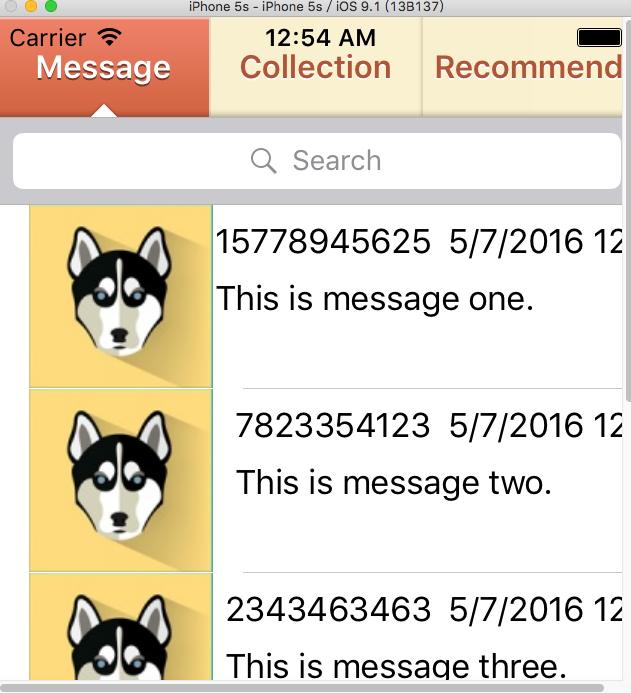 iPhone 5s - iPhone 5s / iOS 9.1 (13B137)
Carrier 12:54 AM
Message Collection Recommend
Search
15778945625 5/7/2016 12
This is message one.
7823354123 5/7/2016 12
This is message two.
2343463463 5/7/2016 12
This is message three.